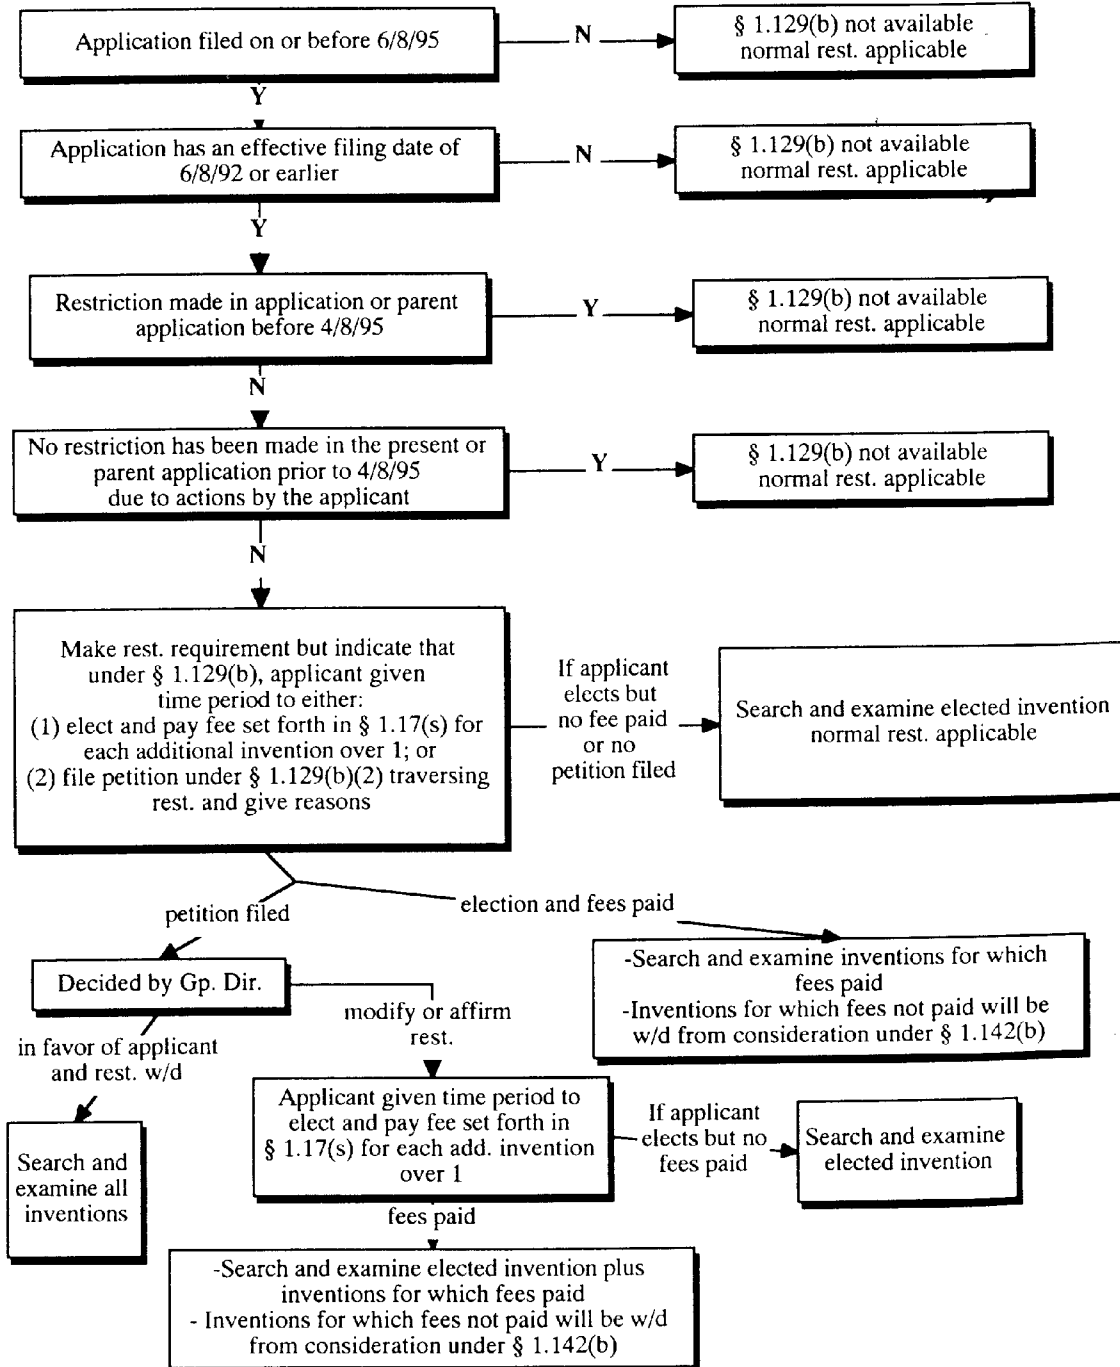 Application filed on or before 6/8/95
N
§ 1.129(b) not available
normal rest. applicable
Y
Application has an effective filing date of
6/8/92 or earlier
N
§ 1.129(b) not available
normal rest. applicable
Y
Restriction made in application or parent
application before 4/8/95
Y
§ 1.129(b) not available
normal rest. applicable
N
No restriction has been made in the present or
parent application prior to 4/8/95
due to actions by the applicant
Y
§ 1.129(b) not available
normal rest. applicable
N
Make rest. requirement but indicate that
under § 1.129(b), applicant given
time period to either:
(1) elect and pay fee set forth in § 1.17(s) for
each additional invention over 1; or
(2) file petition under § 1.129(b)(2) traversing
rest. and give reasons
If applicant
elects but
no fee paid
or no
petition filed
Search and examine elected invention
normal rest. applicable
petition filed
election and fees paid
Decided by Gp. Dir.
-Search and examine inventions for which
fees paid
-Inventions for which fees not paid will be
w/d from consideration under § 1.142(b)
in favor of applicant
and rest. w/d
modify or affirm
rest.
Search and
examine all
inventions
Applicant given time period to
elect and pay fee set forth in
§ 1.17(s) for each add. invention
over 1
If applicant
elects but no
fees paid
Search and examine
elected invention
fees paid
-Search and examine elected invention plus
inventions for which fees paid
- Inventions for which fees not paid will be w/d
from consideration under § 1.142(b)